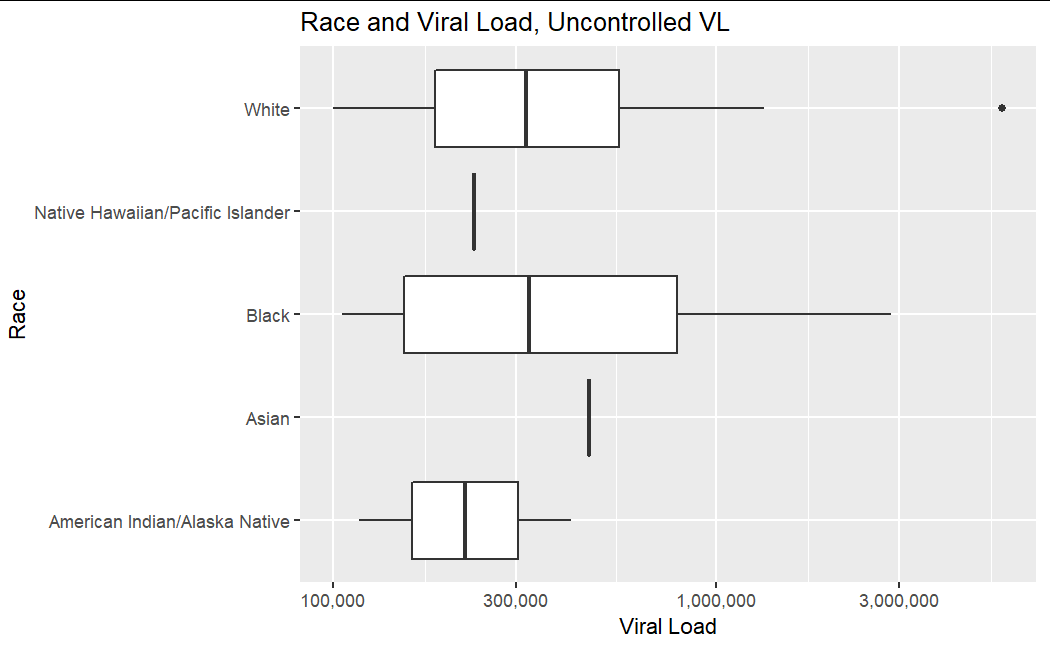 Race and Viral Load, Uncontrolled VL
White
Native Hawaiian/Pacific Islander
Black
Asian
American Indian/Alaska Native
Race
100,000
300,000
1,000,000
3,000,000
Viral Load